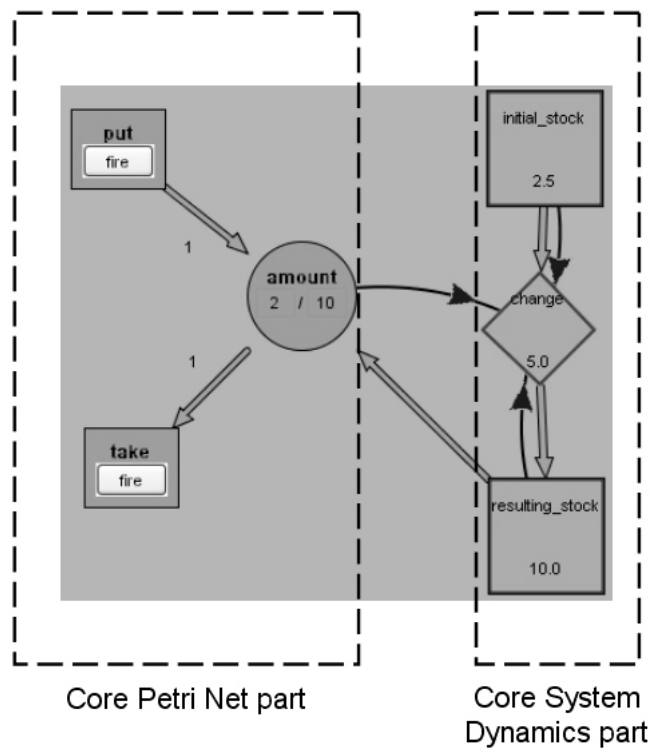 put
fire
1
amount
2 / 10
1
take
fire
initial_stock
2.5
change
5.0
resulting_stock
10.0
Core Petri Net part
Core System
Dynamics part